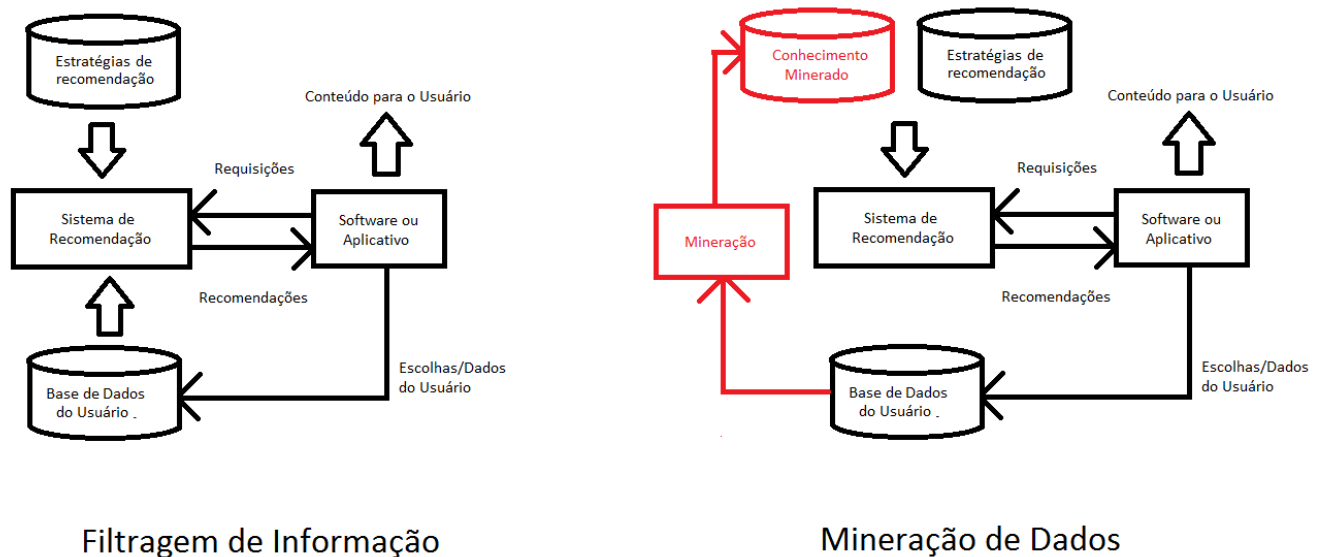 Estratégias de
recomendação
Conteúdo para o Usuário
Requisições
Sistema de
Recomendação
Software ou
Aplicativo
Recomendações
Escolhas/Dados
do Usuário
Base de Dados
do Usuário .
Filtragem de Informação
Conhecimento
Minerado
Estratégias de
recomendação
Conteúdo para o Usuário
Requisições
Mineração
Sistema de
Recomendação
Software ou
Aplicativo
Recomendações
Escolhas/Dados
do Usuário
Base de Dados
do Usuário .
Mineração de Dados